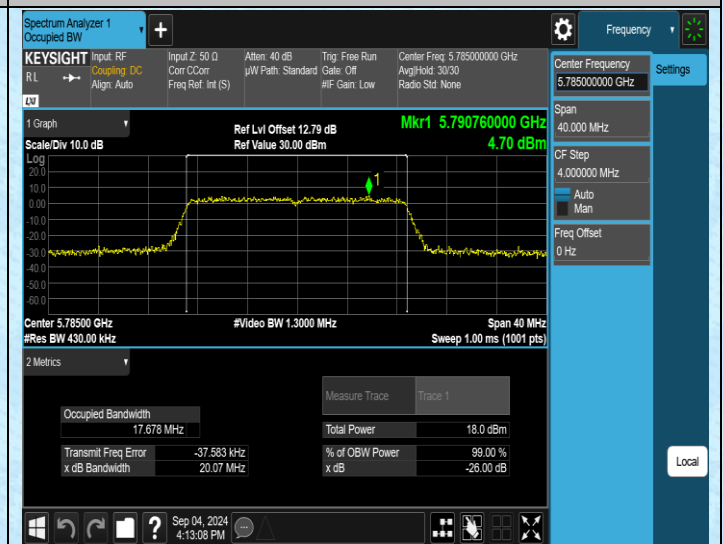 Spectrum Analyzer 1
Occupied BW
Frequency
KEYSIGHT
R L
Input: RF
Coupling: DC
Align: Auto
Input Z: 50 Ω
Corr CCorr
Freq Ref: Int (S)
Atten: 40 dB
µW Path: Standard
Trig: Free Run
Gate: Off
#IF Gain: Low
Center Freq: 5.785000000 GHz
Avg|Hold: 30/30
Radio Std: None
LXI
1 Graph
Scale/Div 10.0 dB
Ref Lvl Offset 12.79 dB
Ref Value 30.00 dBm
Mkr1 5.790760000 GHz
4.70 dBm
Log
20.0
10.0
0.00
-10.0
-20.0
-30.0
-40.0
-50.0
-60.0
1
Center 5.78500 GHz
#Res BW 430.00 kHz
#Video BW 1.3000 MHz
Span 40 MHz
Sweep 1.00 ms (1001 pts)
2 Metrics
Measure Trace
Trace 1
Occupied Bandwidth
17.678 MHz
Total Power
18.0 dBm
Transmit Freq Error
-37.583 kHz
% of OBW Power
99.00 %
x dB Bandwidth
20.07 MHz
x dB
-26.00 dB
Center Frequency
5.785000000 GHz
Settings
Span
40.000 MHz
CF Step
4.000000 MHz
Auto
Man
Freq Offset
0 Hz
Local
Sep 04, 2024
4:13:08 PM